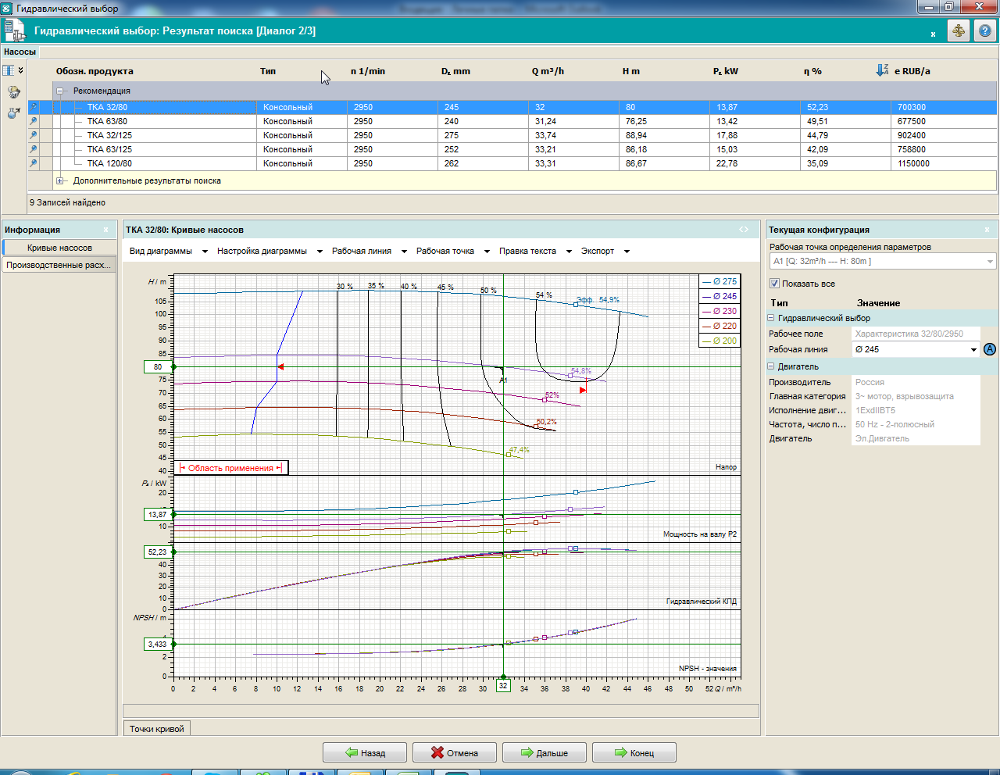 Гидравлический выбор
Гидравлический выбор: Результат поиска [Диалог 2/3]
x
Насосы
Обозн. продукта Тип n 1/min D₂ mm Q m³/h H m P₂ kW η % e RUB/a
Рекомендация
ТКА 32/80 Консольный 2950 245 32 80 13,87 52,23 700300
ТКА 63/80 Консольный 2950 240 31,24 76,25 13,42 49,51 677500
ТКА 32/125 Консольный 2950 275 33,74 88,94 17,88 44,79 902400
ТКА 63/125 Консольный 2950 252 33,21 86,18 15,03 42,09 758800
ТКА 120/80 Консольный 2950 262 33,31 86,67 22,78 35,09 1150000
Дополнительные результаты поиска
9 Записей найдено
Информация x
Кривые насосов
Производственные расх...
ТКА 32/80: Кривые насосов
Вид диаграммы Настройка диаграммы Рабочая линия Рабочая точка Правка текста Экспорт
H / m
105
100
95
90
85
80
75
70
65
60
55
50
45
40
30 % 35 % 40 % 45 % 50 % 54 % Эфф. 54,9%
54,8%
A1
52%
50,2%
47,4%
Ø 275
Ø 245
Ø 230
Ø 220
Ø 200
Область применения
Напор
P₂ / kW
20
13,87
10
Мощность на валу P2
52,23
40
30
20
10
0
Гидравлический КПД
NPSH / m
3,433
2
0
NPSH - значения
0 2 4 6 8 10 12 14 16 18 20 22 24 26 28 30 32 34 36 38 40 42 44 46 48 50 52 Q / m³/h
Точки кривой
Текущая конфигурация x
Рабочая точка определения параметров
A1 [Q: 32m³/h --- H: 80m ]
Показать все
Тип Значение
Гидравлический выбор
Рабочее поле Характеристика 32/80/2950
Рабочая линия Ø 245 A
Двигатель
Производитель Россия
Главная категория 3~ мотор, взрывозащита
Исполнение двиг... 1ExdIIBT5
Частота, число п... 50 Hz - 2-полюсный
Двигатель Эл.Дивгатель
Назад Отмена Дальше Конец